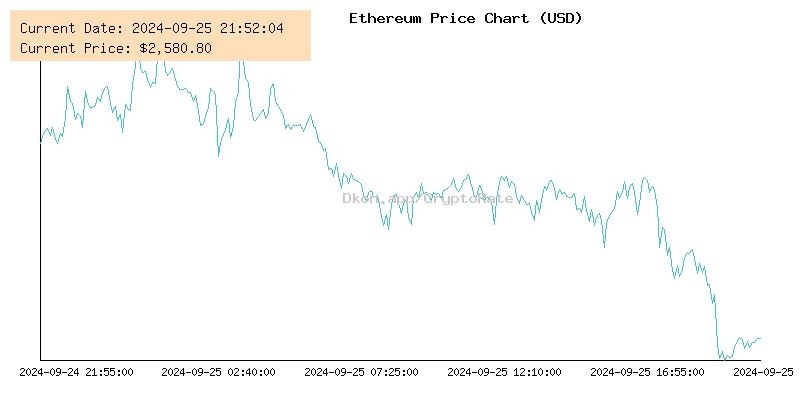 Ethereum Price Chart (USD)
Current Date: 2024-09-25 21:52:04
Current Price: $2,580.80
Dkon.app/CryptoRate
2024-09-24 21:55:00 2024-09-25 02:40:00 2024-09-25 07:25:00 2024-09-25 12:10:00 2024-09-25 16:55:00 2024-09-25